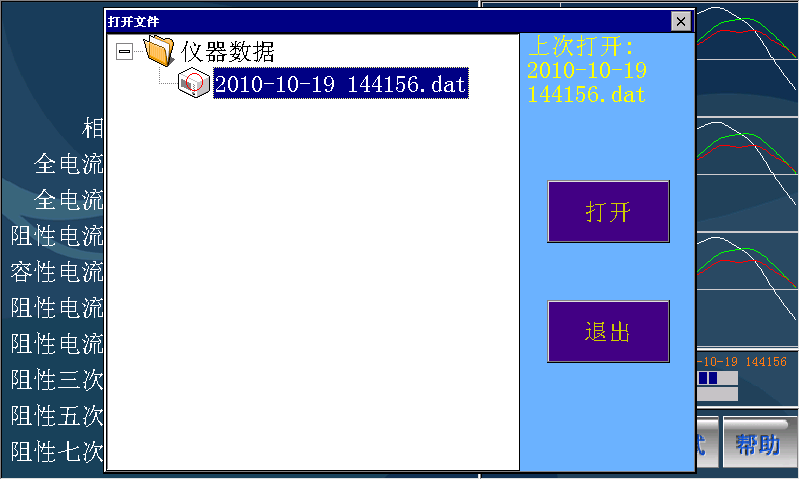 打开文件
仪器数据
2010-10-19 144156.dat
上次打开:
2010-10-19
144156.dat
打开
退出
相
全电流
全电流
阻性电流
容性电流
阻性电流
阻性电流
阻性三次
阻性五次
阻性七次
-10-19 144156
帮助